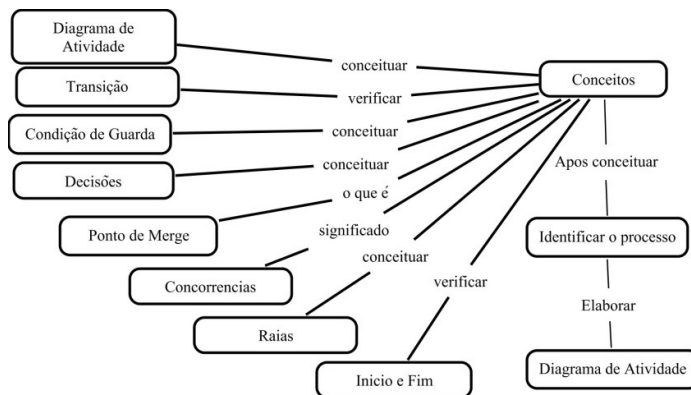 Diagrama de
Atividade
conceituar
Conceitos
Transição
verificar
Condição de Guarda
conceituar
Decisões
conceituar
Apos conceituar
o que é
Ponto de Merge
significado
Identificar o processo
conceituar
Concorrencias
verificar
Elaborar
Raias
Inicio e Fim
Diagrama de Atividade